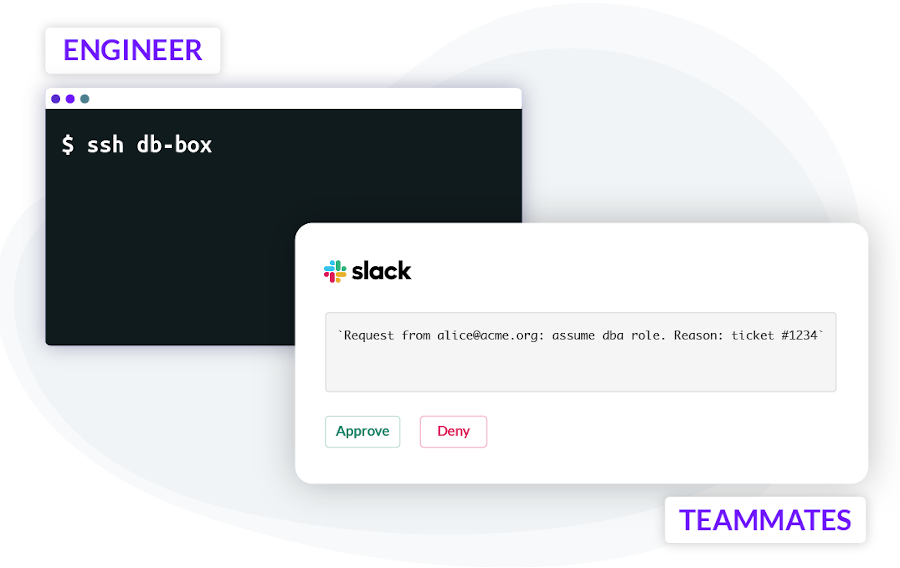 ENGINEER
$ ssh db-box
slack
`Request from alice@acme.org: assume dba role. Reason: ticket #1234`
Approve
Deny
TEAMMATES